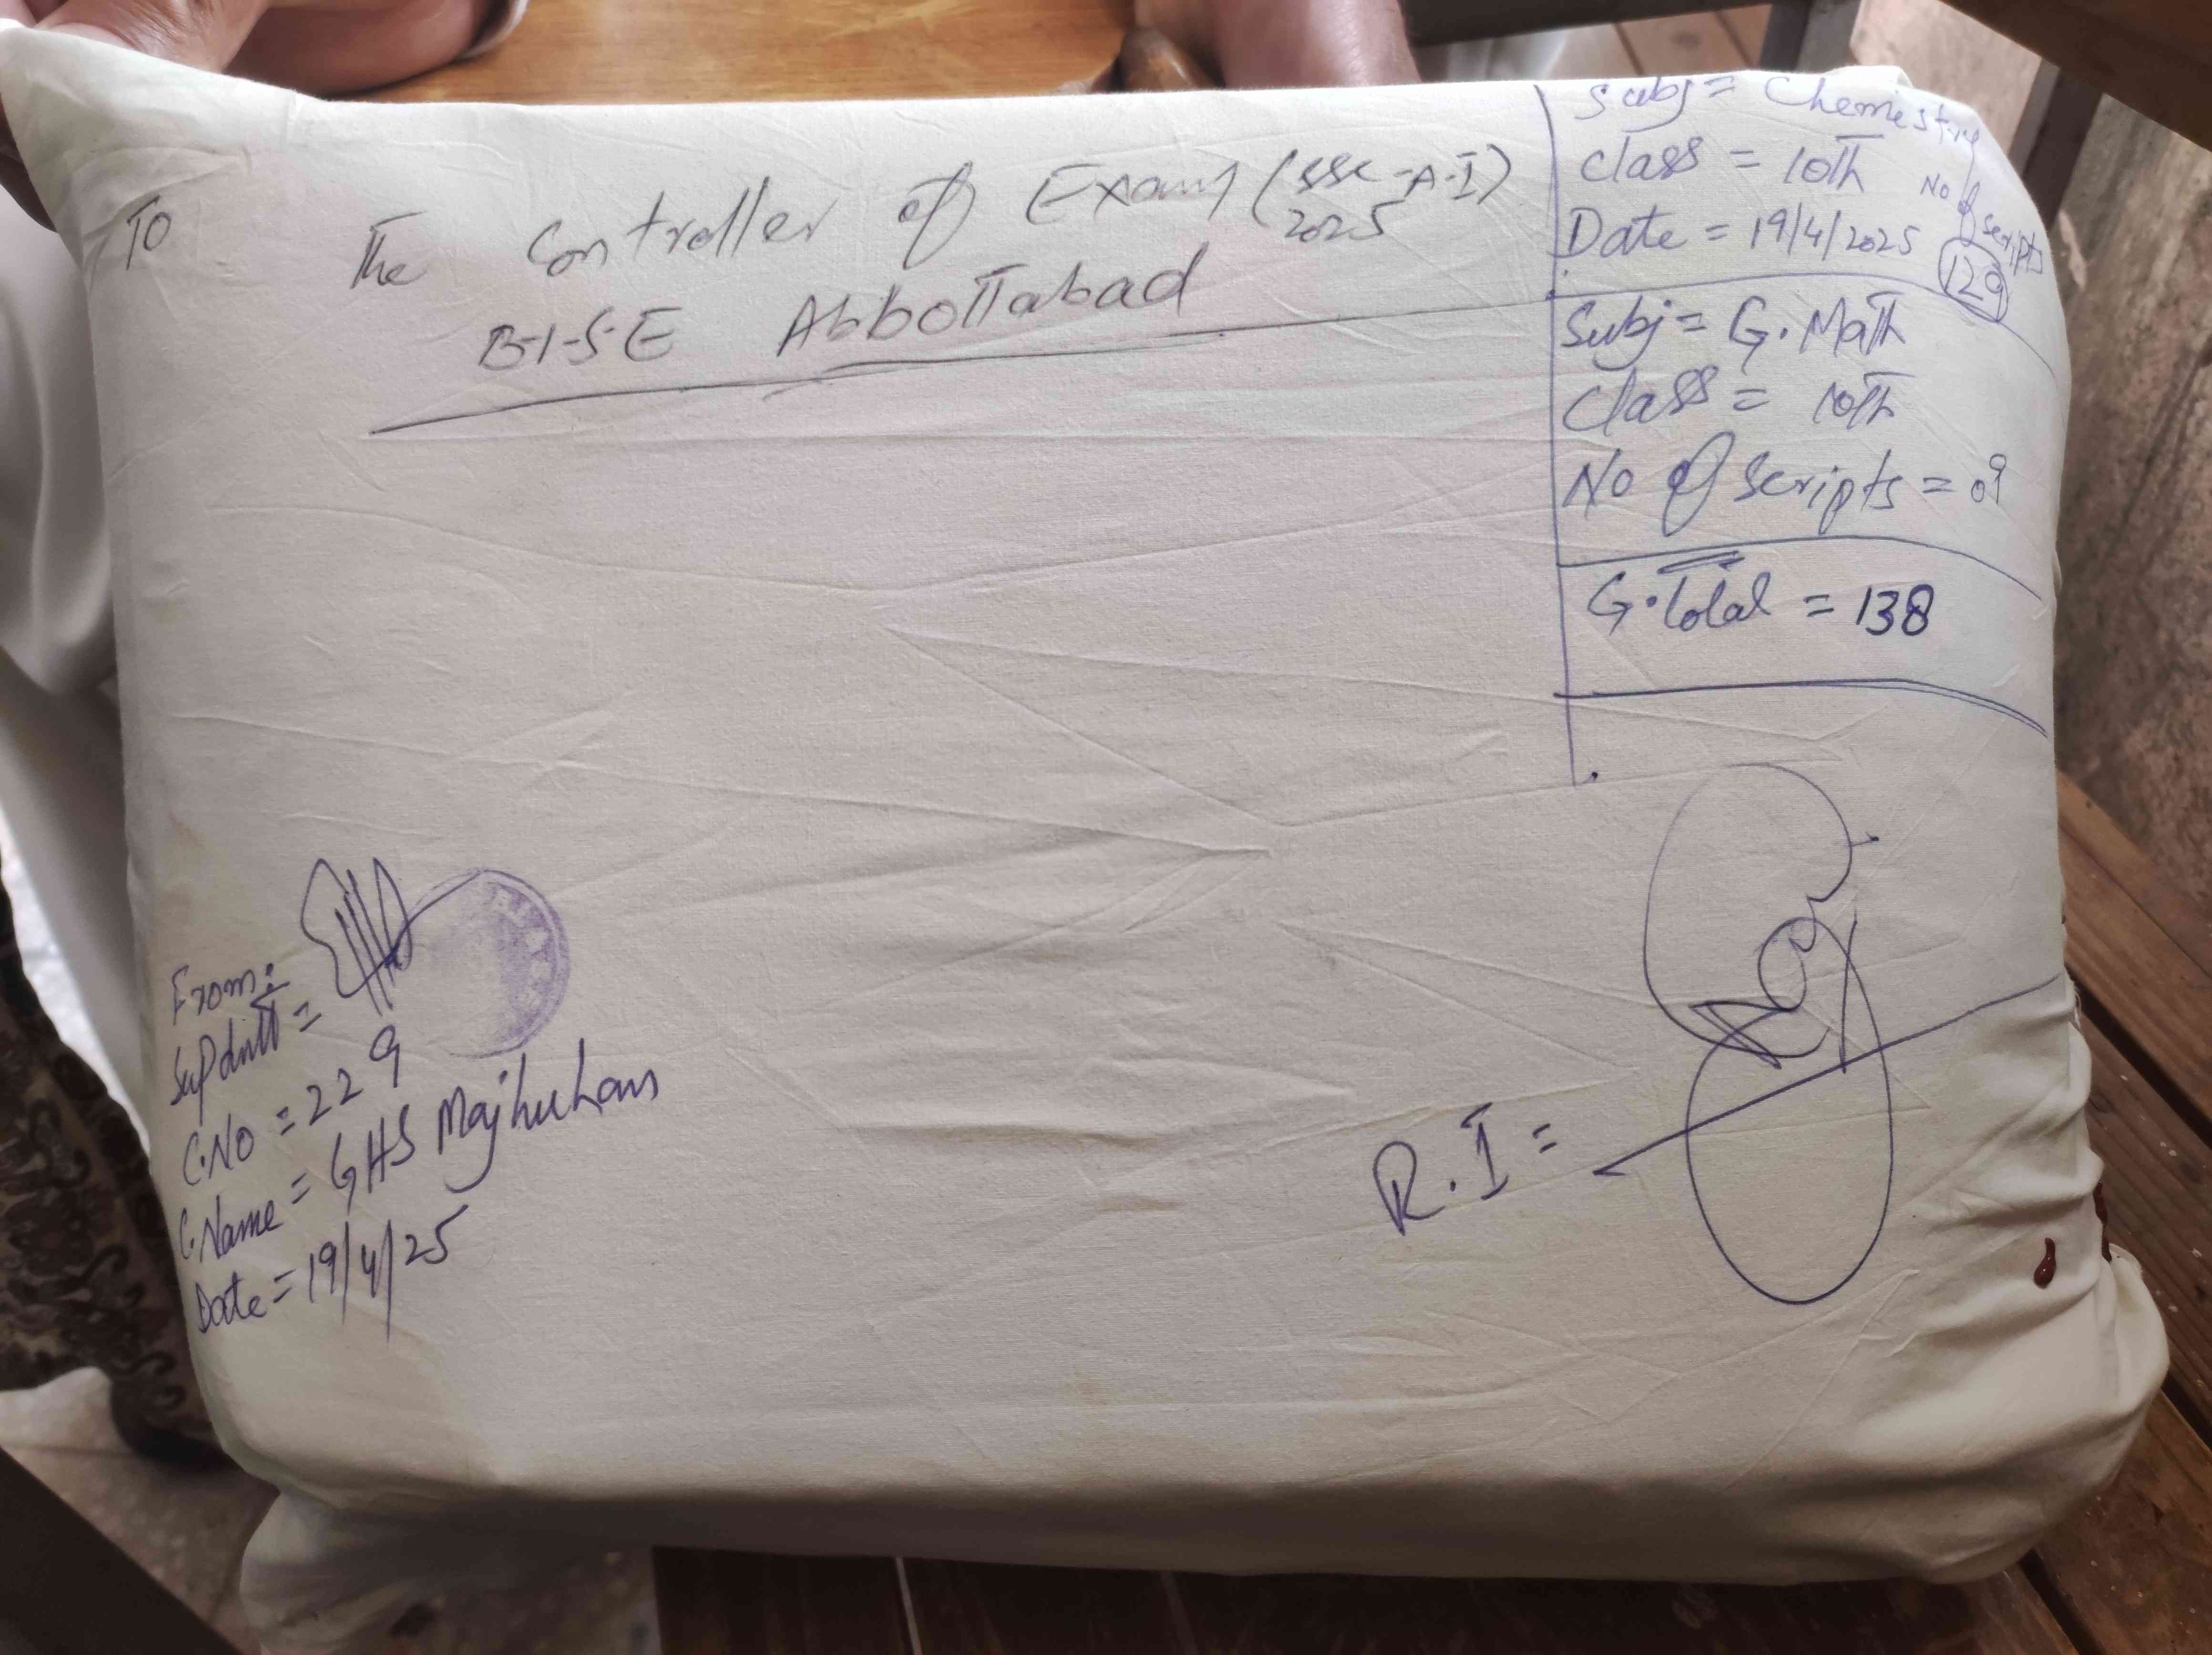 To
The Controller of Exams (SSC-A-I)
2025
B-I-S-E Abbottabad
Subj = Chemiestry
Class = 10th
Date = 19/4/2025
No of scripts
129
Subj = G. Math
Class = 10th
No of Scripts = 09
G. Total = 138
From:
Supdntt =
C.No = 229
C.Name = GHS Majhuhan
Date = 19/4/25
R.I =